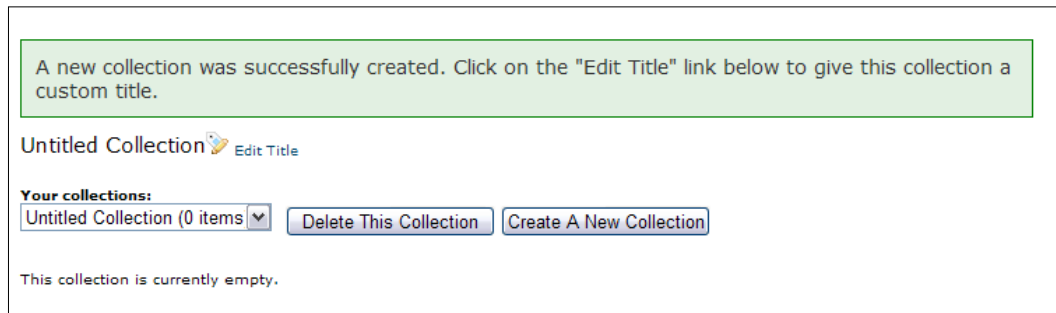 A new collection was successfully created. Click on the "Edit Title" link below to give this collection a
custom title.
Untitled Collection Edit Title
Your collections:
Untitled Collection (0 items Delete This Collection Create A New Collection
This collection is currently empty.